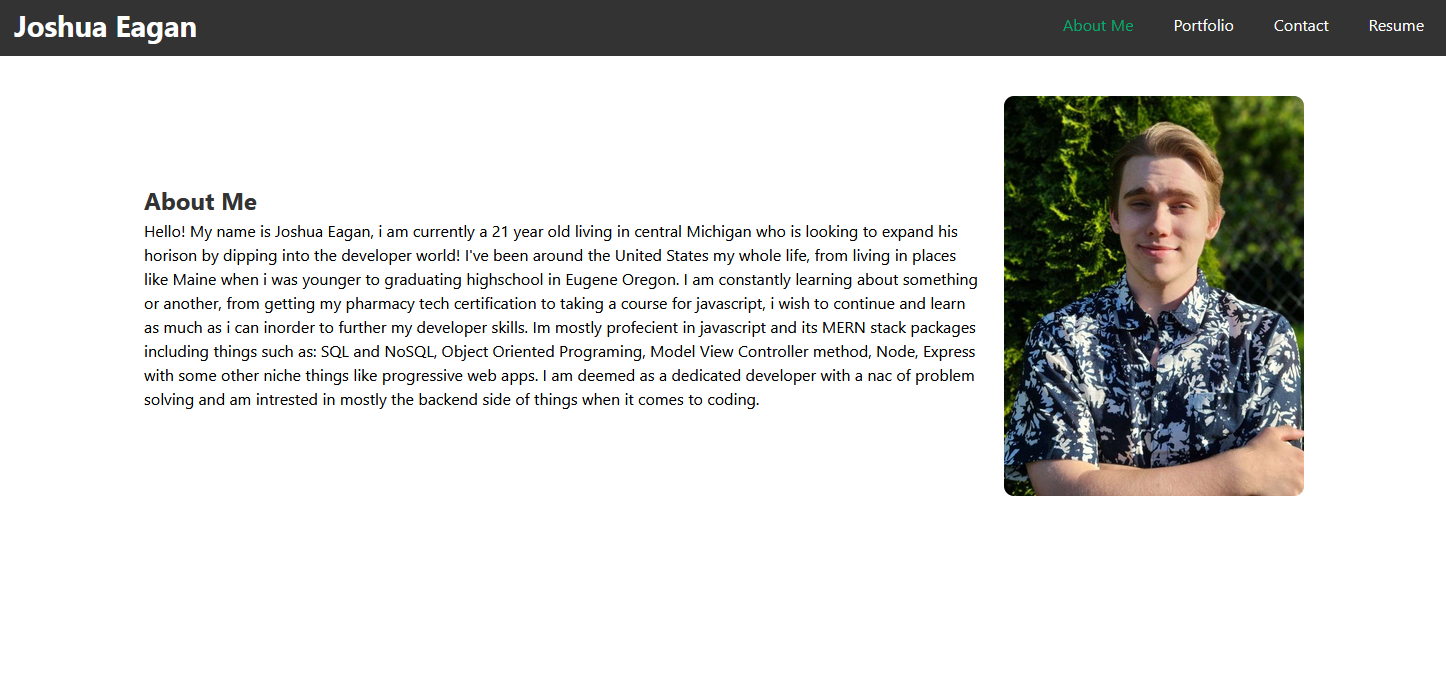 Joshua Eagan
About Me
Portfolio
Contact
Resume
About Me
Hello! My name is Joshua Eagan, i am currently a 21 year old living in central Michigan who is looking to expand his
horison by dipping into the developer world! I've been around the United States my whole life, from living in places
like Maine when i was younger to graduating highschool in Eugene Oregon. I am constantly learning about something
or another, from getting my pharmacy tech certification to taking a course for javascript, i wish to continue and learn
as much as i can inorder to further my developer skills. Im mostly profecient in javascript and its MERN stack packages
including things such as: SQL and NoSQL, Object Oriented Programing, Model View Controller method, Node, Express
with some other niche things like progressive web apps. I am deemed as a dedicated developer with a nac of problem
solving and am intrested in mostly the backend side of things when it comes to coding.